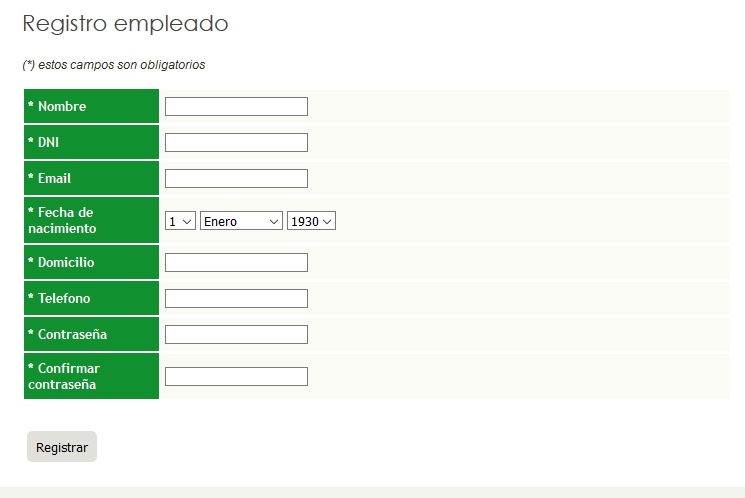 Registro empleado
(*) estos campos son obligatorios
* Nombre
* DNI
* Email
* Fecha de
nacimiento
1 Enero 1930
* Domicilio
* Telefono
* Contraseña
* Confirmar
contraseña
Registrar